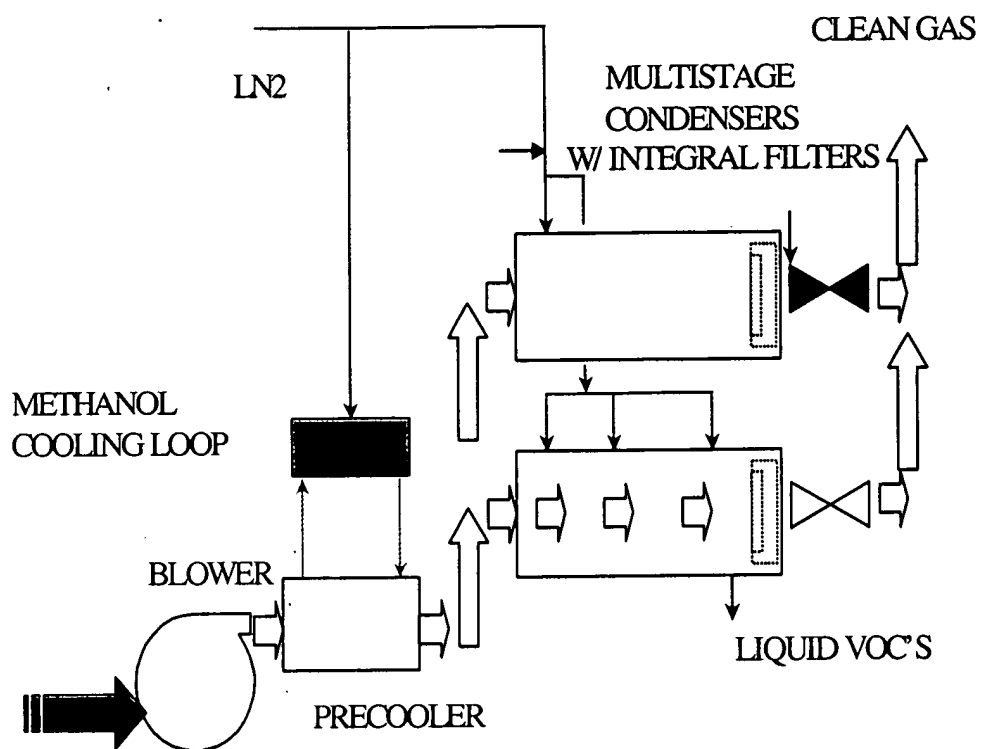 CLEAN GAS
LN2
MULTISTAGE
CONDENSERS
W/ INTEGRAL FILTERS
METHANOL
COOLING LOOP
BLOWER
LIQUID VOC'S
PRECOOLER